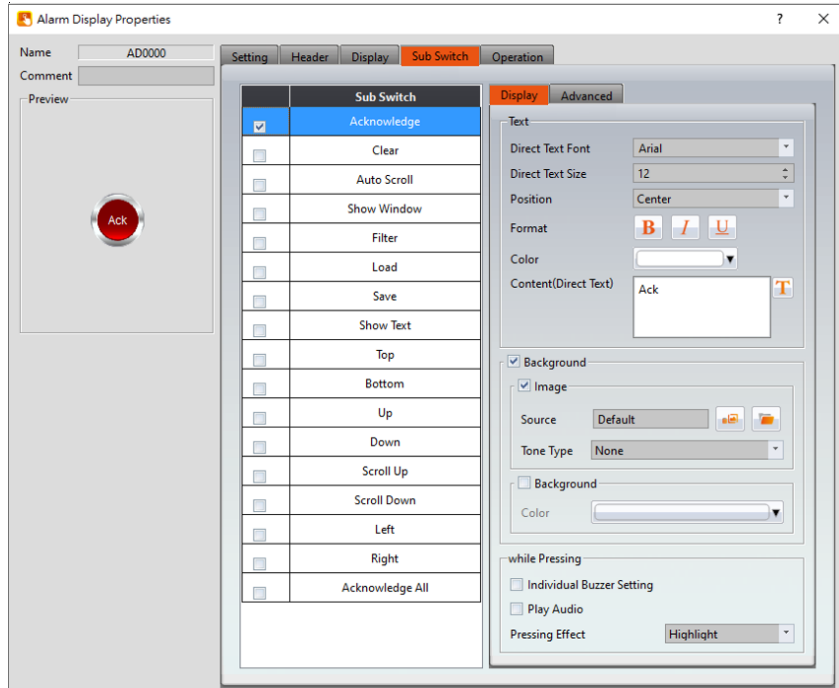 Alarm Display Properties
? ×
Name AD0000
Comment
Preview
Ack
Setting Header Display Sub Switch Operation
Sub Switch
Acknowledge
Clear
Auto Scroll
Show Window
Filter
Load
Save
Show Text
Top
Bottom
Up
Down
Scroll Up
Scroll Down
Left
Right
Acknowledge All
Display Advanced
Text
Direct Text Font Arial
Direct Text Size 12
Position Center
Format B I U
Color
Content(Direct Text) Ack T
Background
Image
Source Default
Tone Type None
Background
Color
while Pressing
Individual Buzzer Setting
Play Audio
Pressing Effect Highlight